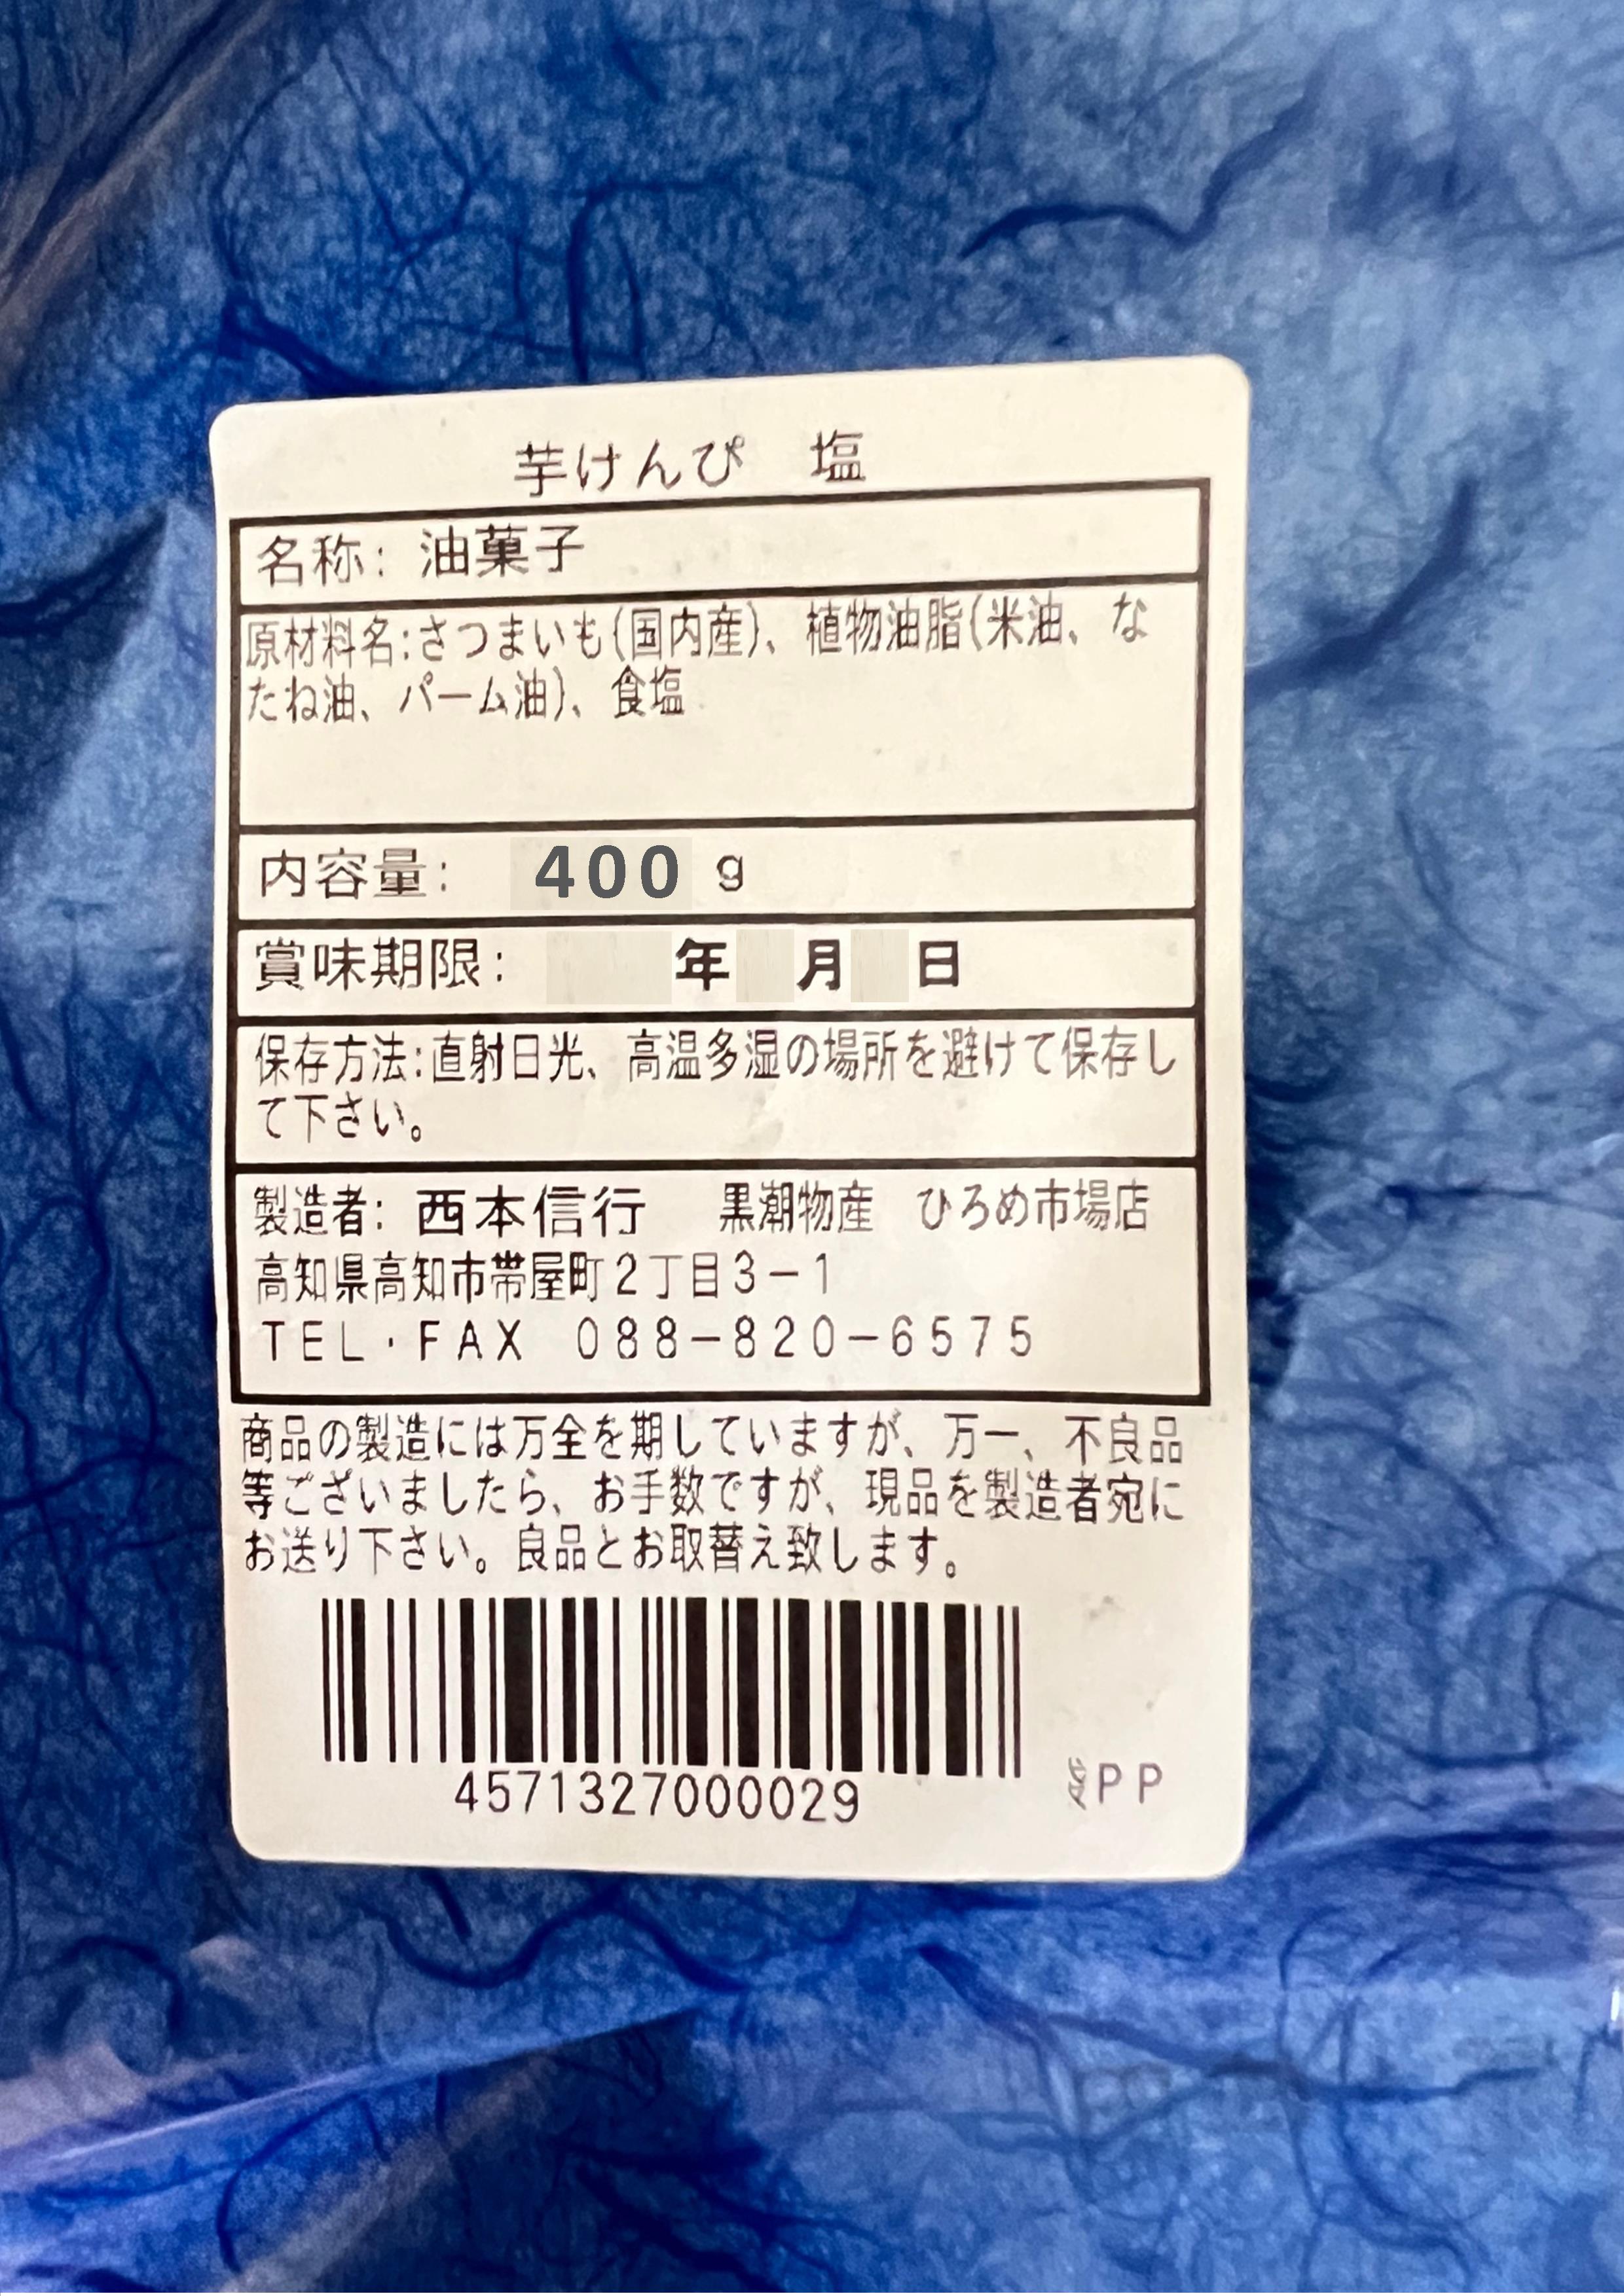 芋けんぴ　塩
名称：油菓子
原材料名：さつまいも(国内産)、植物油脂(米油、な
たね油、パーム油)、食塩
内容量：　400 g
賞味期限：　　年　月　日
保存方法：直射日光、高温多湿の場所を避けて保存し
て下さい。
製造者：西本信行　黒潮物産　ひろめ市場店
高知県高知市帯屋町２丁目３－１
ＴＥＬ・ＦＡＸ　０８８－８２０－６５７５
商品の製造には万全を期していますが、万一、不良品
等ございましたら、お手数ですが、現品を製造者宛に
お送り下さい。良品とお取替え致します。
4571327000029
ＰＰ